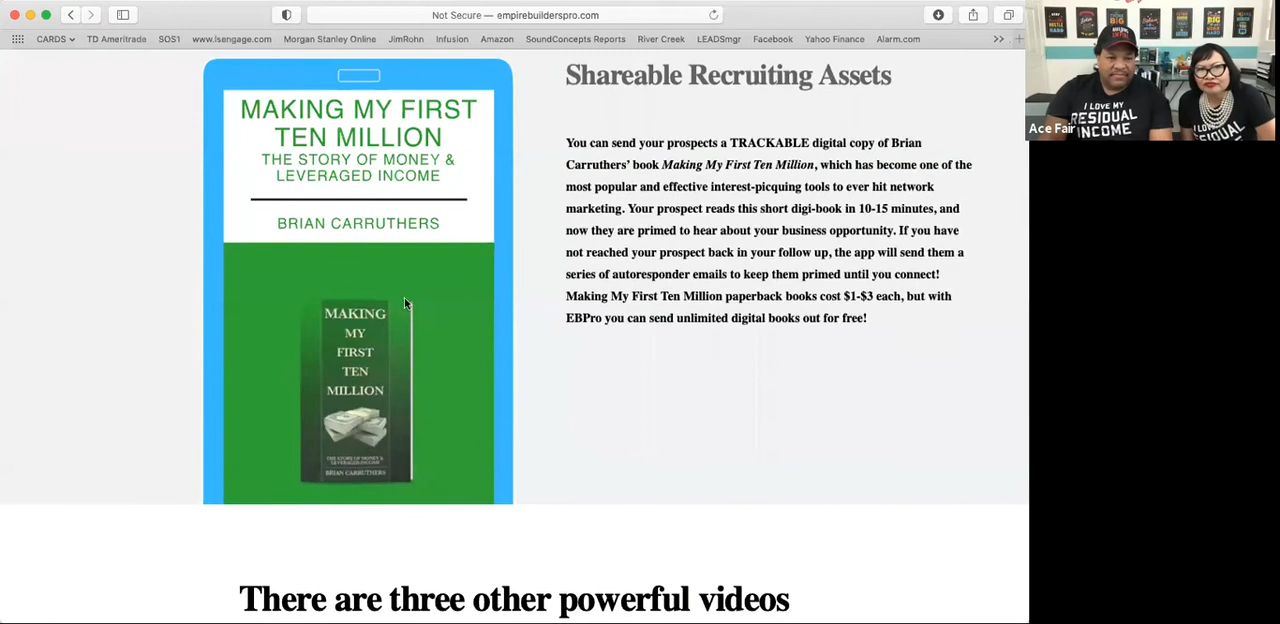 Not Secure — empirebuilderspro.com
CARDS
TD Ameritrade
SOS1
www.lsengage.com
Morgan Stanley Online
JimRohn
Infusion
Amazon
SoundConcepts Reports
River Creek
LEADSmgr
Facebook
Yahoo Finance
Alarm.com
MAKING MY FIRST
TEN MILLION
THE STORY OF MONEY &
LEVERAGED INCOME
BRIAN CARRUTHERS
MAKING
MY
FIRST
TEN
MILLION
THE STORY OF MONEY &
LEVERAGED INCOME
BRIAN CARRUTHERS
Shareable Recruiting Assets
You can send your prospects a TRACKABLE digital copy of Brian
Carruthers’ book Making My First Ten Million, which has become one of the
most popular and effective interest-picquing tools to ever hit network
marketing. Your prospect reads this short digi-book in 10-15 minutes, and
now they are primed to hear about your business opportunity. If you have
not reached your prospect back in your follow up, the app will send them a
series of autoresponder emails to keep them primed until you connect!
Making My First Ten Million paperback books cost $1-$3 each, but with
EBPro you can send unlimited digital books out for free!
There are three other powerful videos
I LOVE MY
RESIDUAL
INCOME
Ace Fair